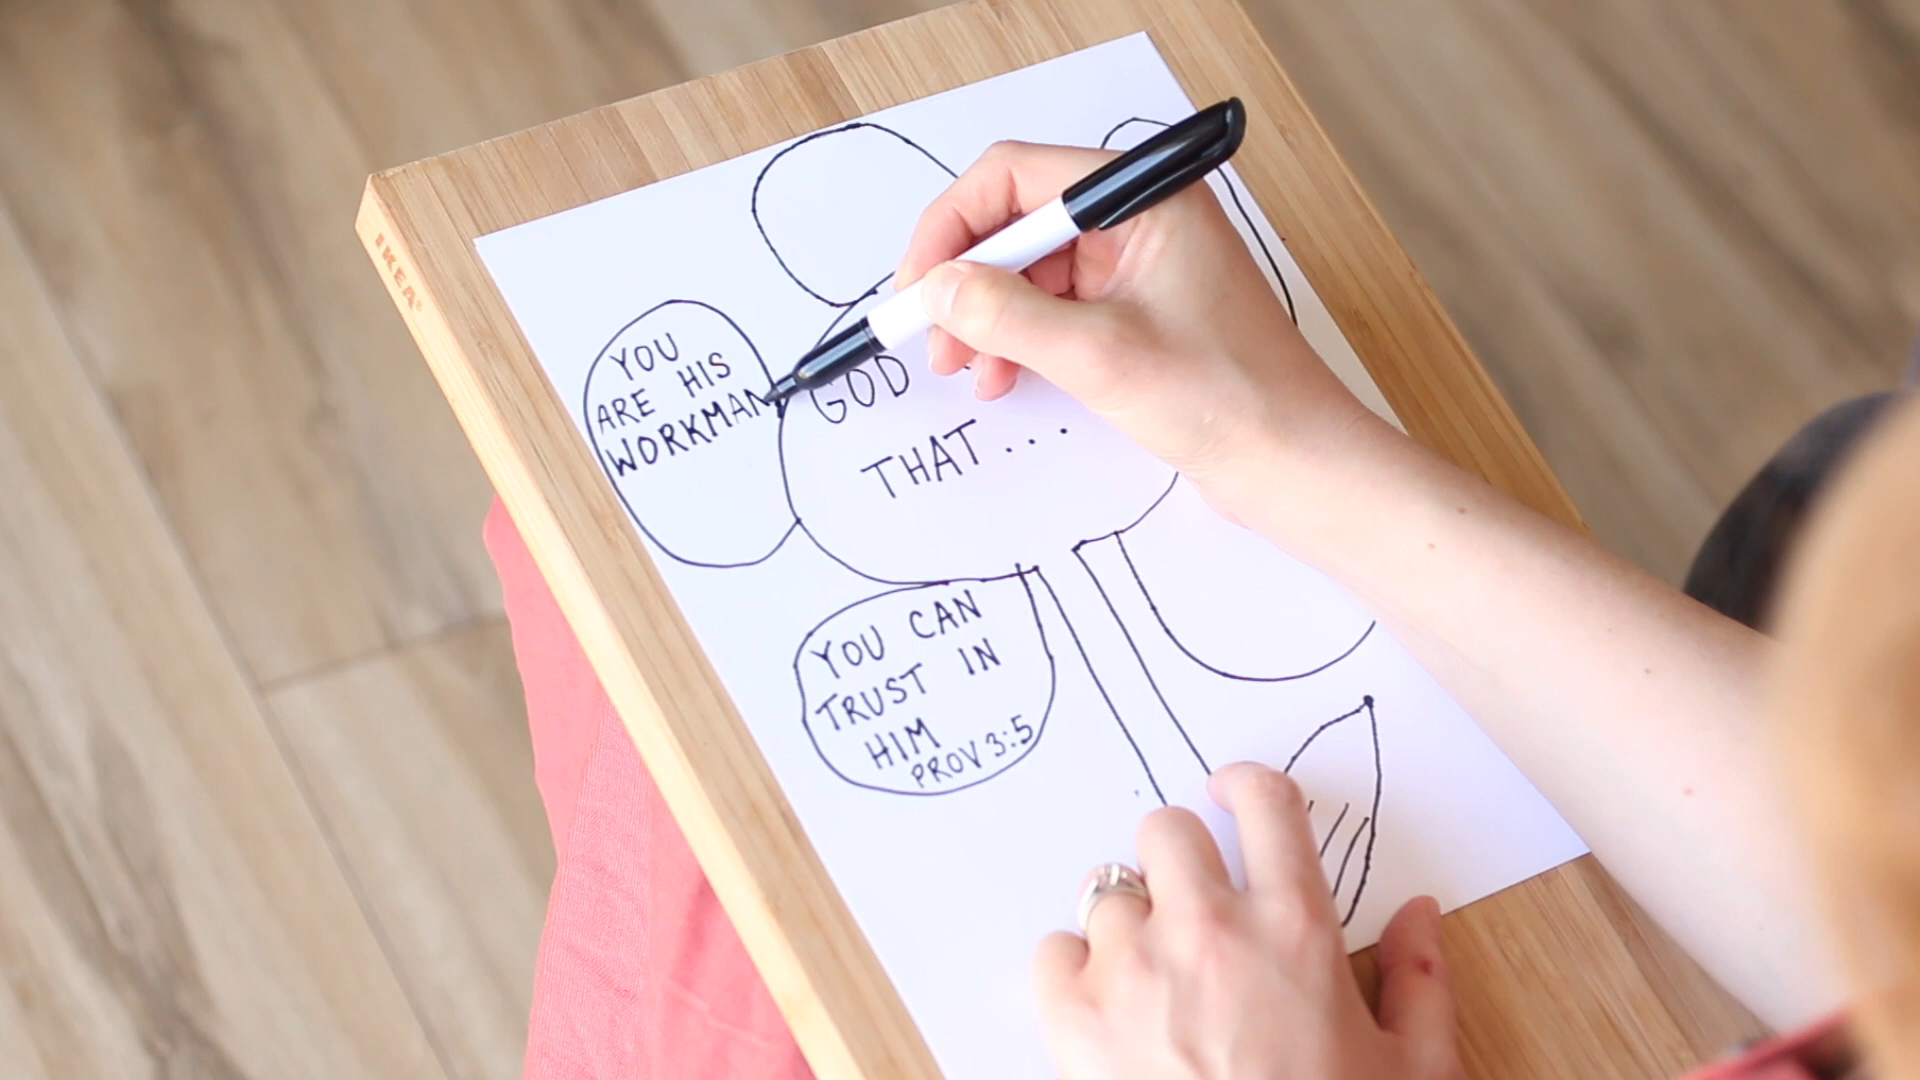 IKEA®
YOU
ARE HIS
WORKMAN
GOD
THAT...
YOU CAN
TRUST IN
HIM
PROV 3:5